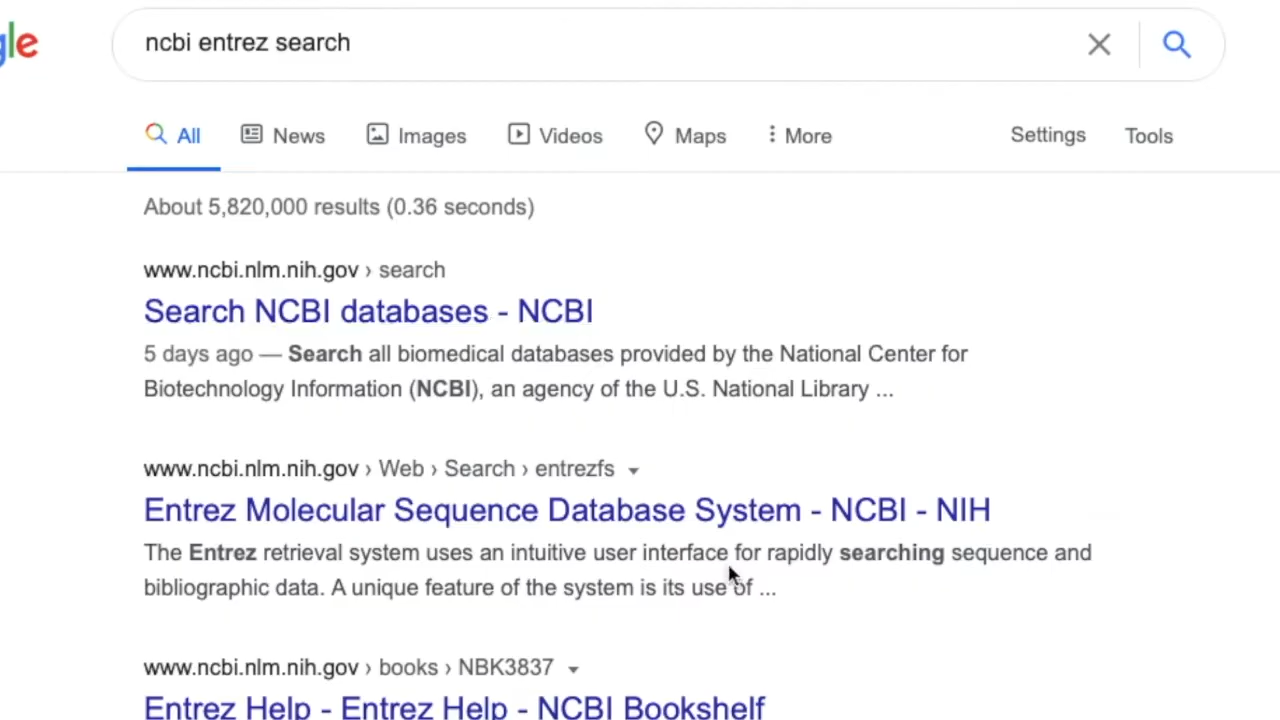 gle
ncbi entrez search
All News Images Videos Maps More Settings Tools
About 5,820,000 results (0.36 seconds)
www.ncbi.nlm.nih.gov › search
Search NCBI databases - NCBI
5 days ago — Search all biomedical databases provided by the National Center for
Biotechnology Information (NCBI), an agency of the U.S. National Library ...
www.ncbi.nlm.nih.gov › Web › Search › entrezfs
Entrez Molecular Sequence Database System - NCBI - NIH
The Entrez retrieval system uses an intuitive user interface for rapidly searching sequence and
bibliographic data. A unique feature of the system is its use of ...
www.ncbi.nlm.nih.gov › books › NBK3837
Entrez Help - Entrez Help - NCBI Bookshelf